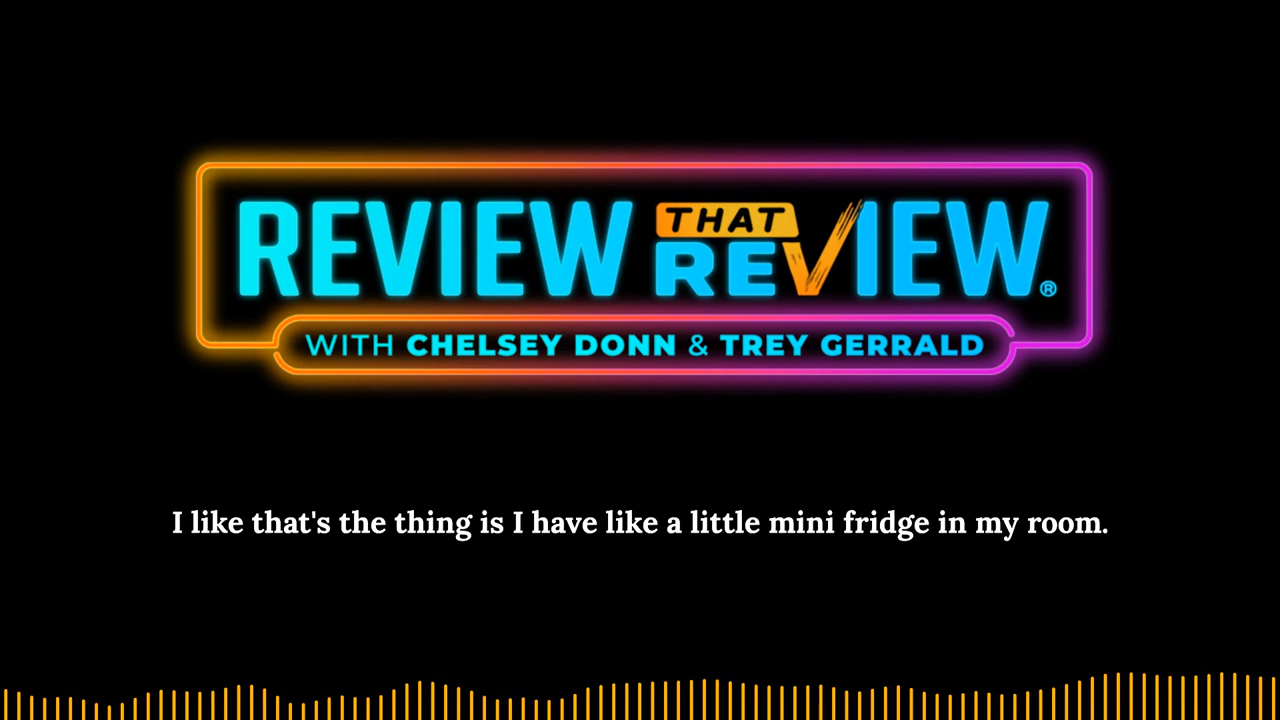 REVIEW THAT REVIEW®
WITH CHELSEY DONN & TREY GERRALD
I like that's the thing is I have like a little mini fridge in my room.